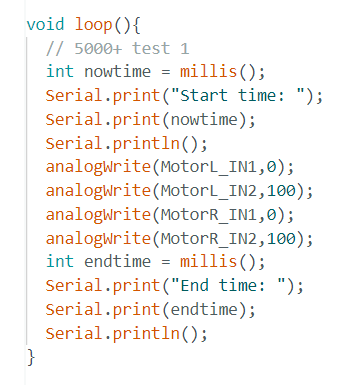 void loop(){
// 5000+ test 1
int nowtime = millis();
Serial.print("Start time: ");
Serial.print(nowtime);
Serial.println();
analogWrite(MotorL_IN1,0);
analogWrite(MotorL_IN2,100);
analogWrite(MotorR_IN1,0);
analogWrite(MotorR_IN2,100);
int endtime = millis();
Serial.print("End time: ");
Serial.print(endtime);
Serial.println();
}